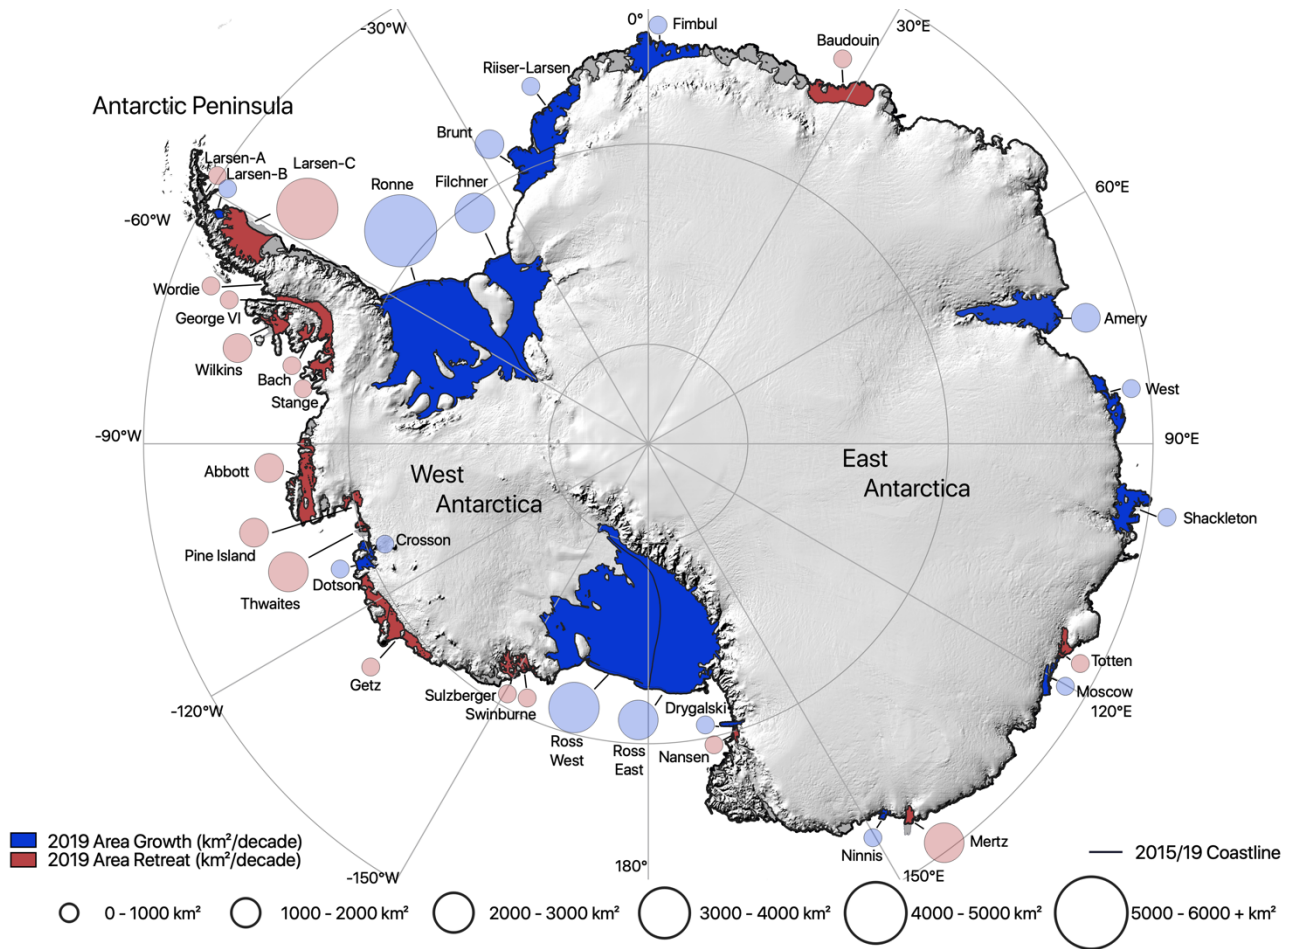 0°
Fimbul
-30°W
30°E
Baudouin
Riiser-Larsen
Antarctic Peninsula
Brunt
Larsen-A
Larsen-B
Larsen-C
Ronne
Filchner
60°E
-60°W
Wordie
George VI
Amery
Wilkins
Bach
Stange
West
-90°W
90°E
Abbott
West
Antarctica
East
Antarctica
Shackleton
Pine Island
Crosson
Dotson
Thwaites
Getz
Totten
Moscow
120°E
-120°W
Sulzberger
Swinburne
Drygalski
Ross
West
Ross
East
Nansen
Mertz
Ninnis
2019 Area Growth (km²/decade)
2019 Area Retreat (km²/decade)
2015/19 Coastline
180°
-150°W
150°E
0 - 1000 km²
1000 - 2000 km²
2000 - 3000 km²
3000 - 4000 km²
4000 - 5000 km²
5000 - 6000 + km²